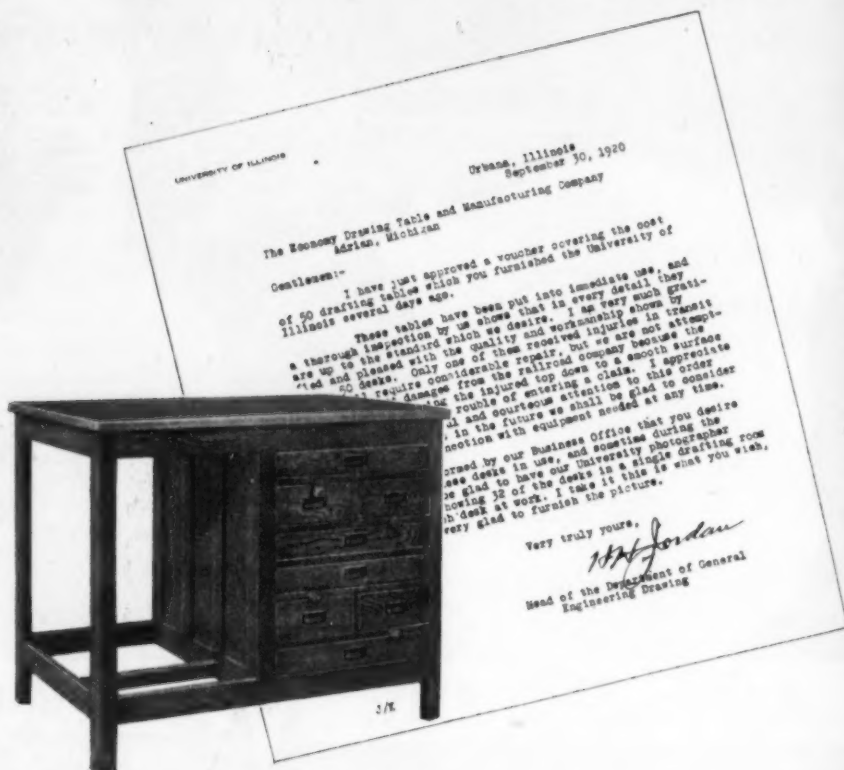 UNIVERSITY OF ILLINOIS
Urbana, Illinois
September 30, 1920
The Economy Drawing Table and Manufacturing Company
Adrian, Michigan
Gentlemen:-
I have just approved a voucher covering the cost
of 50 drafting tables which you furnished the University of
Illinois several days ago.
These tables have been put into immediate use, and
a thorough inspection by us shows that in every detail they
are up to the standard which we desire. I am very much grati-
fied and pleased with the quality and workmanship shown by
50 desks. Only one of them received injuries in transit
require considerable repair, but we are not attempt-
damages from the railroad company because the
the injured top down to a smooth surface
rouble of entering a claim. I appreciate
and courteous attention to this order
in the future we shall be glad to consider
nection with equipment needed at any time.
ormed by our Business Office that you desire
desks in use, and sometime during the
glad to have our University photographer
howing 32 of the desks in a single drafting room
desk at work. I take it this is what you wish,
very glad to furnish the picture.
Very truly yours,
HH Jordan
Head of the Department of General
Engineering Drawing
J/K